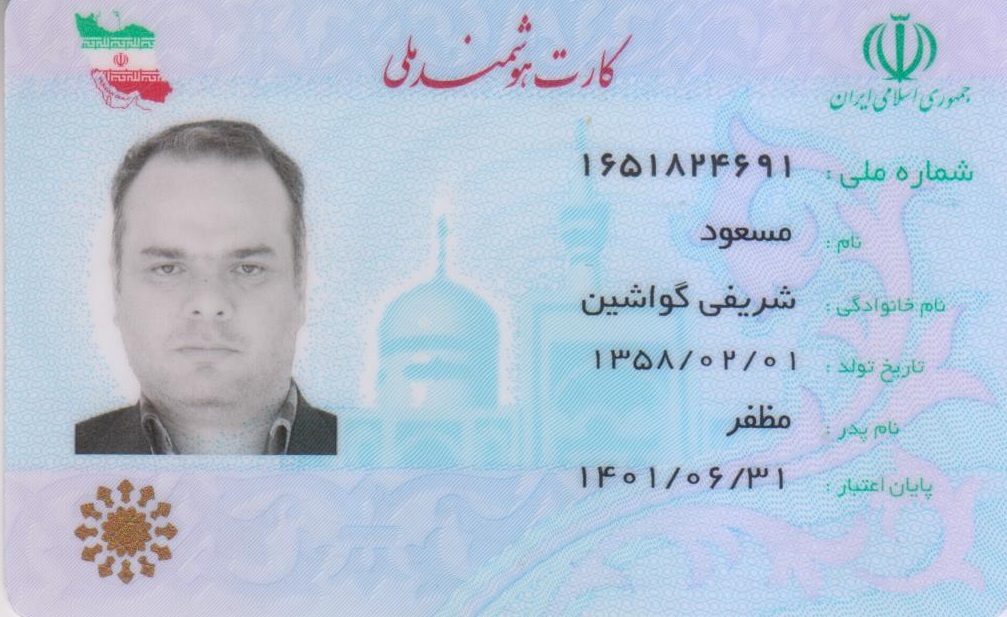 کارت هوشمند ملی
جمهوری اسلامی ایران
شماره ملی : ۱۶۵۱۸۲۴۶۹۱
نام : مسعود
نام خانوادگی : شریفی گواشین
تاریخ تولد : ۱۳۵۸/۰۲/۰۱
نام پدر : مظفر
پایان اعتبار : ۱۴۰۱/۰۶/۳۱